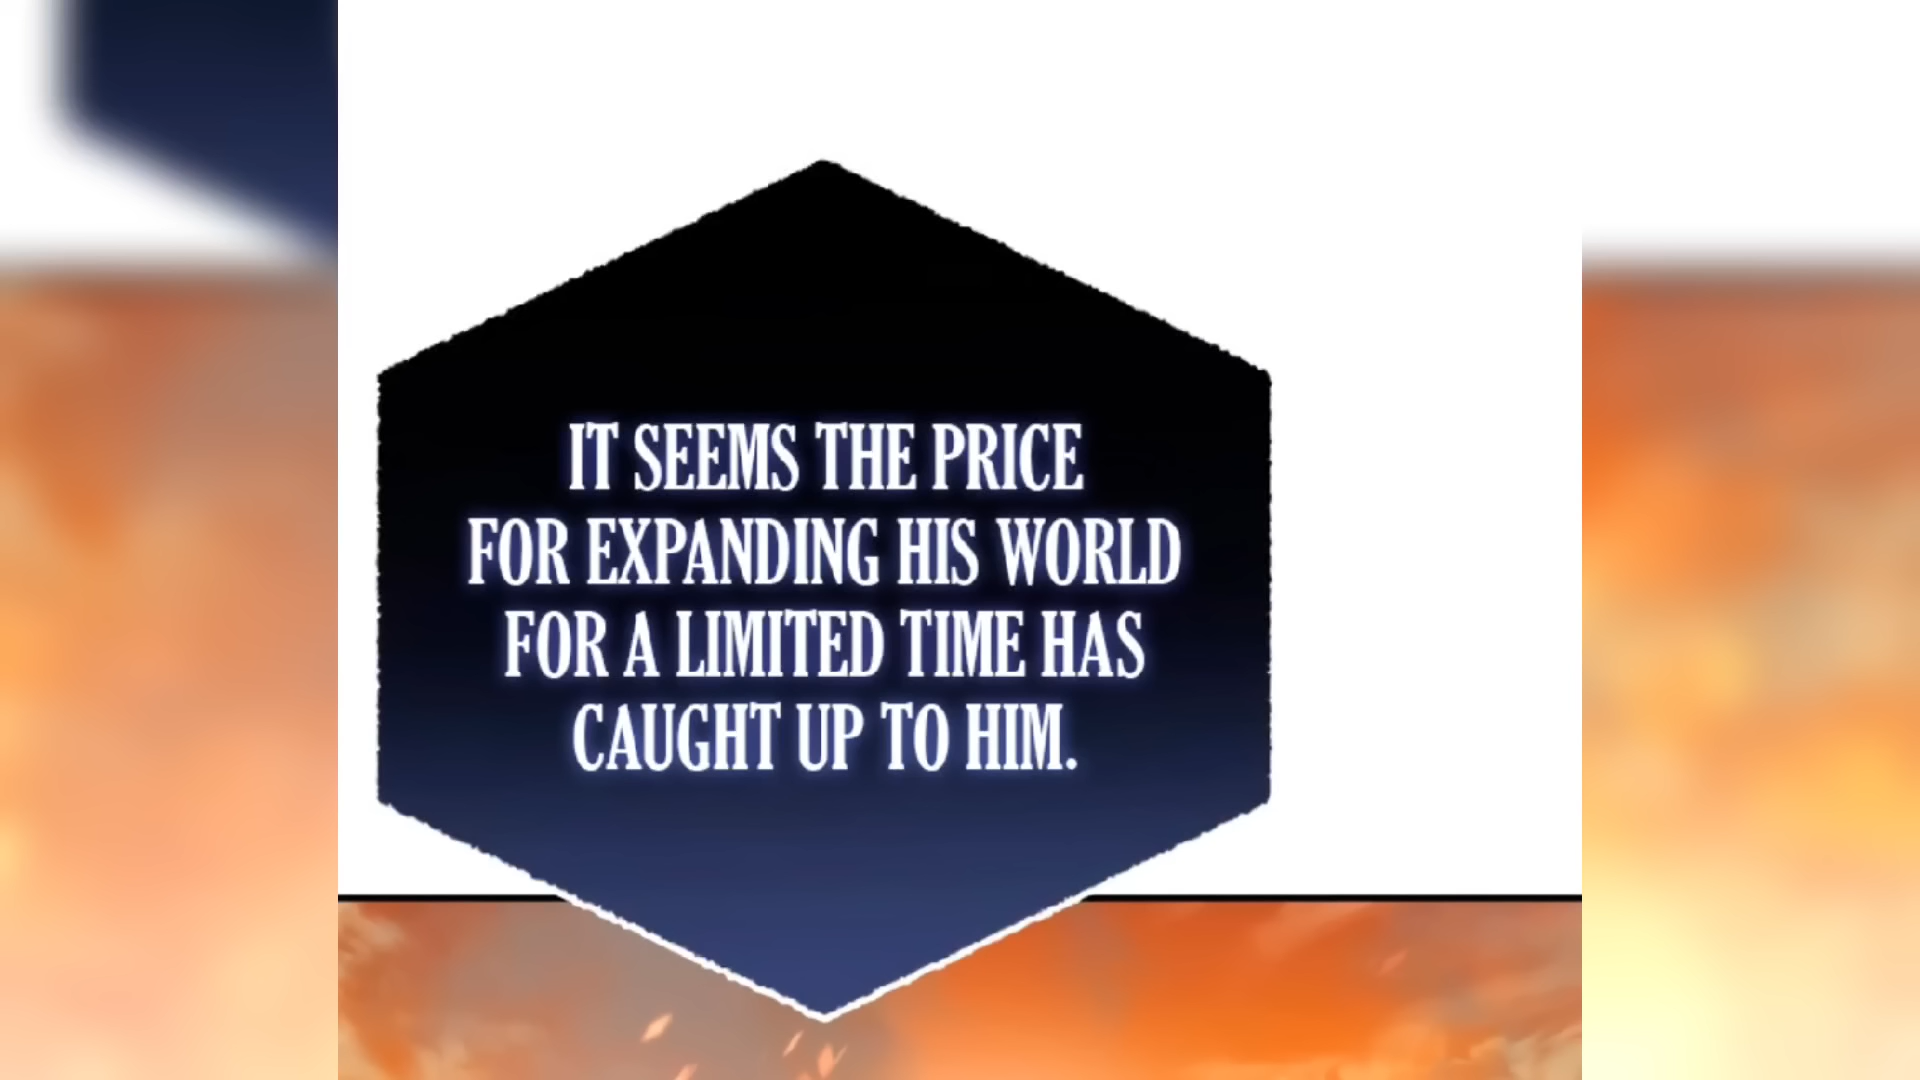 IT SEEMS THE PRICE
FOR EXPANDING HIS WORLD
FOR A LIMITED TIME HAS
CAUGHT UP TO HIM.